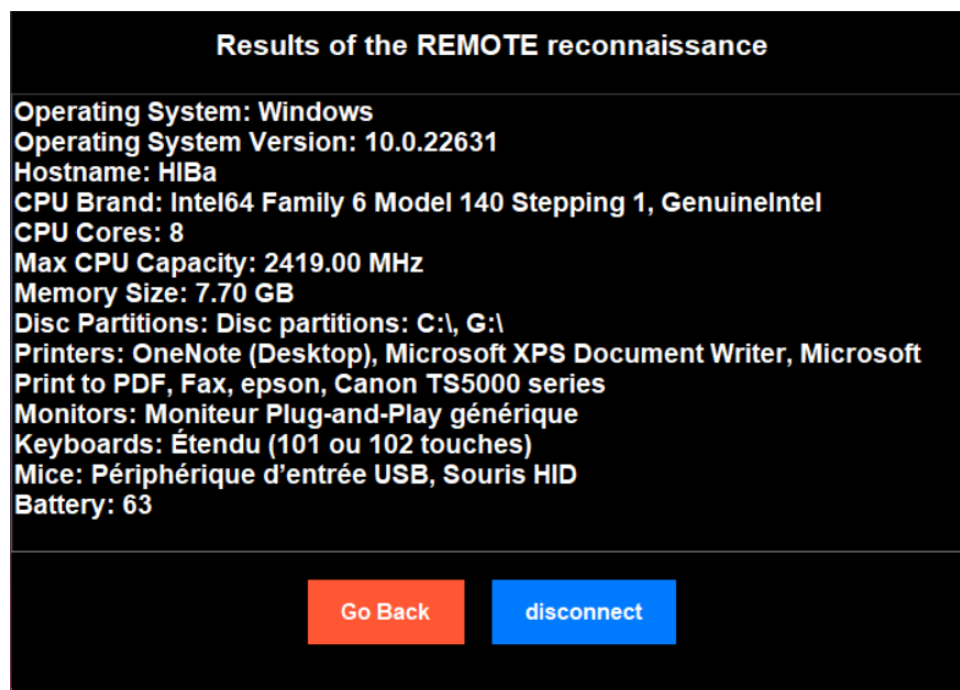 Results of the REMOTE reconnaissance
Operating System: Windows
Operating System Version: 10.0.22631
Hostname: HIBa
CPU Brand: Intel64 Family 6 Model 140 Stepping 1, GenuineIntel
CPU Cores: 8
Max CPU Capacity: 2419.00 MHz
Memory Size: 7.70 GB
Disc Partitions: Disc partitions: C:\, G:\
Printers: OneNote (Desktop), Microsoft XPS Document Writer, Microsoft
Print to PDF, Fax, epson, Canon TS5000 series
Monitors: Moniteur Plug-and-Play générique
Keyboards: Étendu (101 ou 102 touches)
Mice: Périphérique d’entrée USB, Souris HID
Battery: 63
Go Back
disconnect